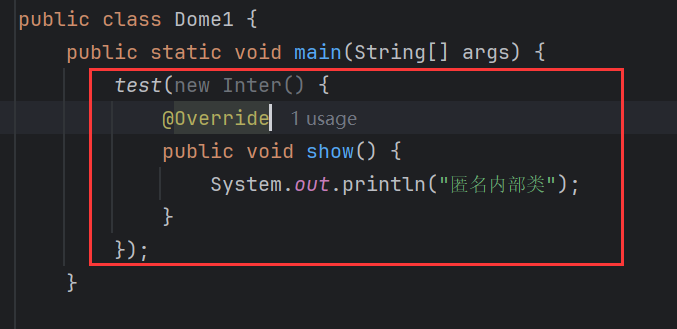 public class Dome1 {
    public static void main(String[] args) {
        test(new Inter() {
            @Override 1 usage
            public void show() {
                System.out.println("匿名内部类");
            }
        });
    }